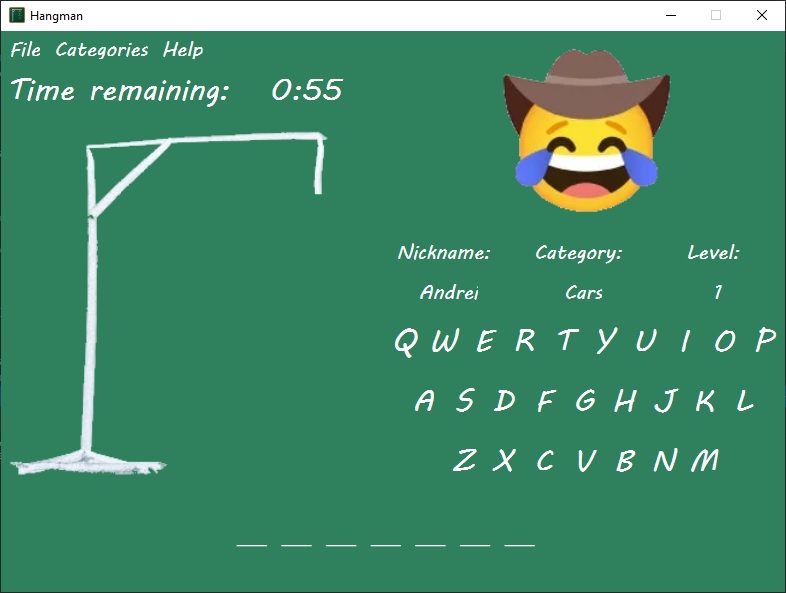 Hangman
File Categories Help
Time remaining: 0:55
Nickname: Category: Level:
Andrei Cars 1
Q W E R T Y U I O P
A S D F G H J K L
Z X C V B N M
_ _ _ _ _ _ _